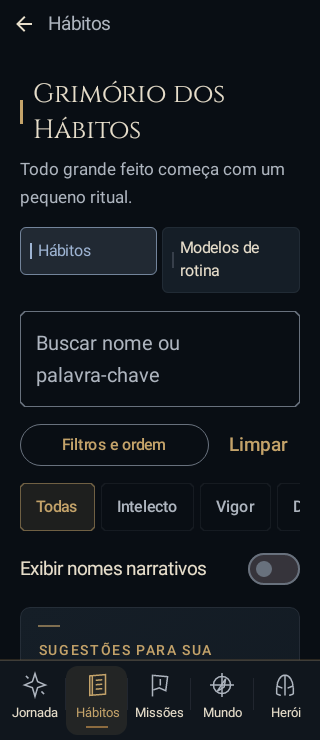 Hábitos
Grimório dos
Hábitos
Todo grande feito começa com um
pequeno ritual.
Hábitos
Modelos de
rotina
Buscar nome ou
palavra-chave
Filtros e ordem
Limpar
Todas
Intelecto
Vigor
Exibir nomes narrativos
SUGESTÕES PARA SUA
Jornada
Hábitos
Missões
Mundo
Herói